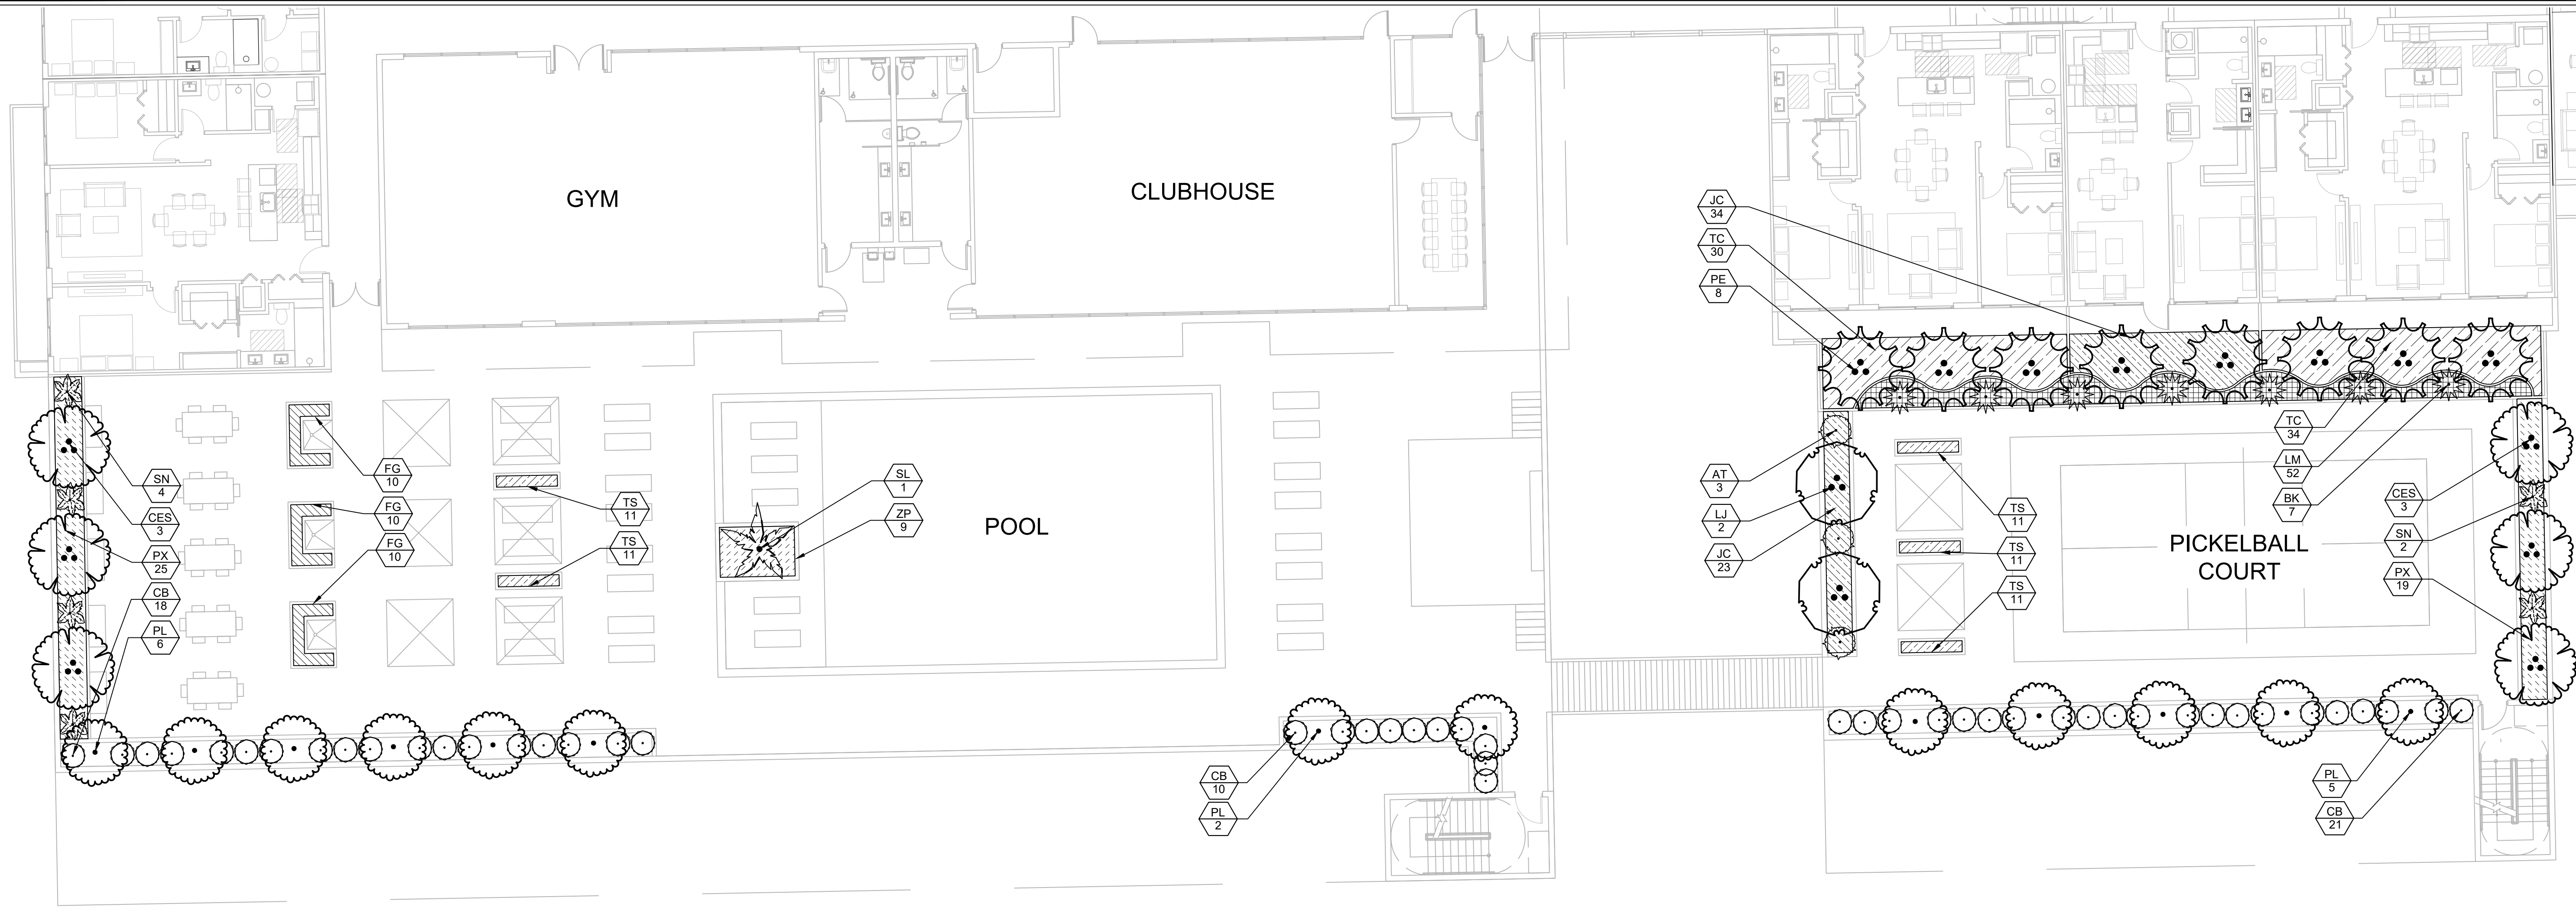 GYM
CLUBHOUSE
JC
34
TC
30
PE
8
SN
4
CES
3
PX
25
CB
18
PL
6
FG
10
FG
10
FG
10
TS
11
TS
11
SL
1
ZP
9
POOL
CB
10
PL
2
AT
3
LJ
2
JC
23
TS
11
TS
11
TS
11
PICKELBALL
COURT
TC
34
LM
52
BK
7
CES
3
SN
2
PX
19
PL
5
CB
21